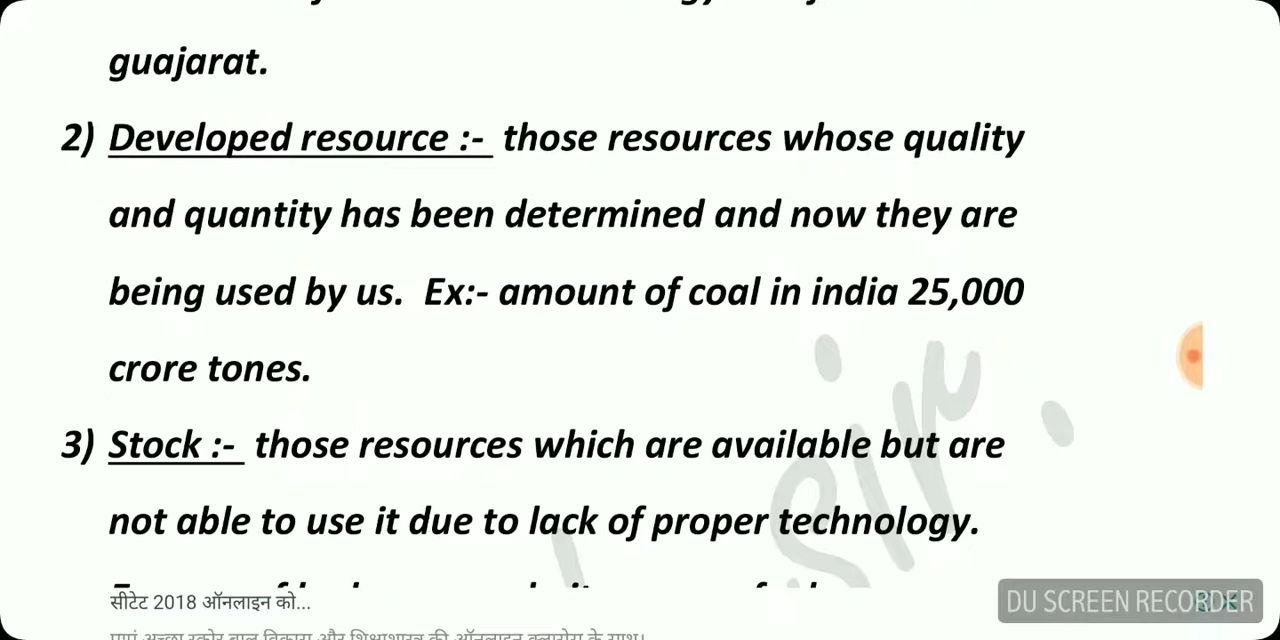 guajarat.
2) Developed resource :- those resources whose quality
and quantity has been determined and now they are
being used by us. Ex:- amount of coal in india 25,000
crore tones.
3) Stock :- those resources which are available but are
not able to use it due to lack of proper technology.
सीटेट 2018 ऑनलाइन को...
sir.
DU SCREEN RECORDER